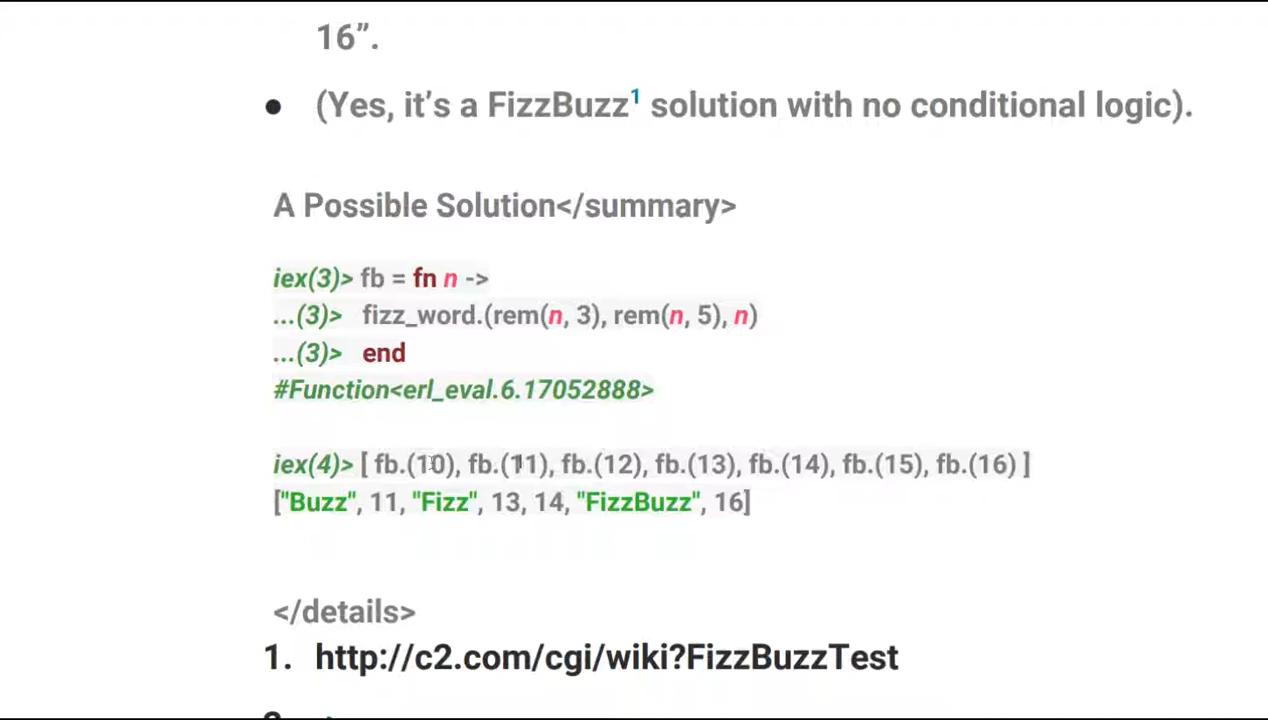 16”.
● (Yes, it’s a FizzBuzz1 solution with no conditional logic).
A Possible Solution</summary>
iex(3)> fb = fn n ->
...(3)> fizz_word.(rem(n, 3), rem(n, 5), n)
...(3)> end
#Function<erl_eval.6.17052888>
iex(4)> [ fb.(10), fb.(11), fb.(12), fb.(13), fb.(14), fb.(15), fb.(16) ]
["Buzz", 11, "Fizz", 13, 14, "FizzBuzz", 16]
</details>
1. http://c2.com/cgi/wiki?FizzBuzzTest